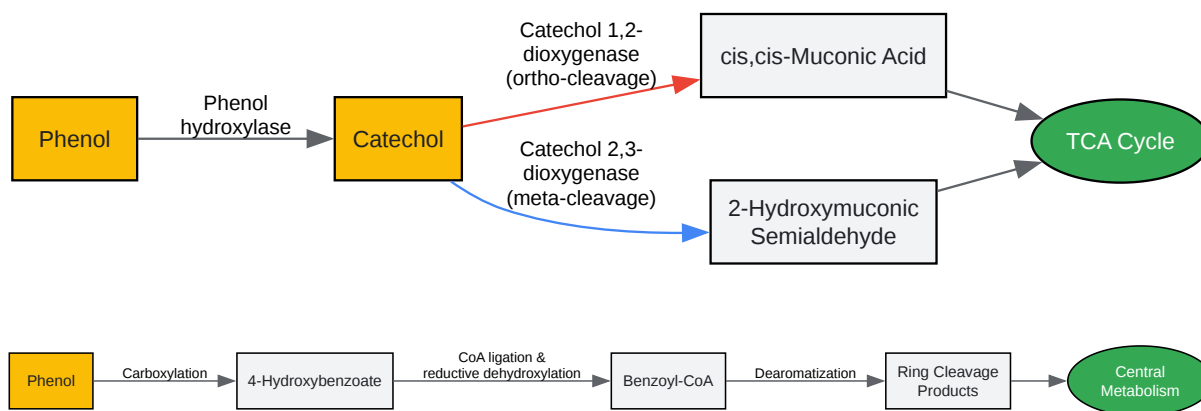 Phenol
Phenol
hydroxylase
Catechol
Catechol 1,2-
dioxygenase
(ortho-cleavage)
cis,cis-Muconic Acid
Catechol 2,3-
dioxygenase
(meta-cleavage)
2-Hydroxymuconic
Semialdehyde
TCA Cycle
Phenol
Carboxylation
4-Hydroxybenzoate
CoA ligation &
reductive dehydroxylation
Benzoyl-CoA
Dearomatization
Ring Cleavage
Products
Central
Metabolism